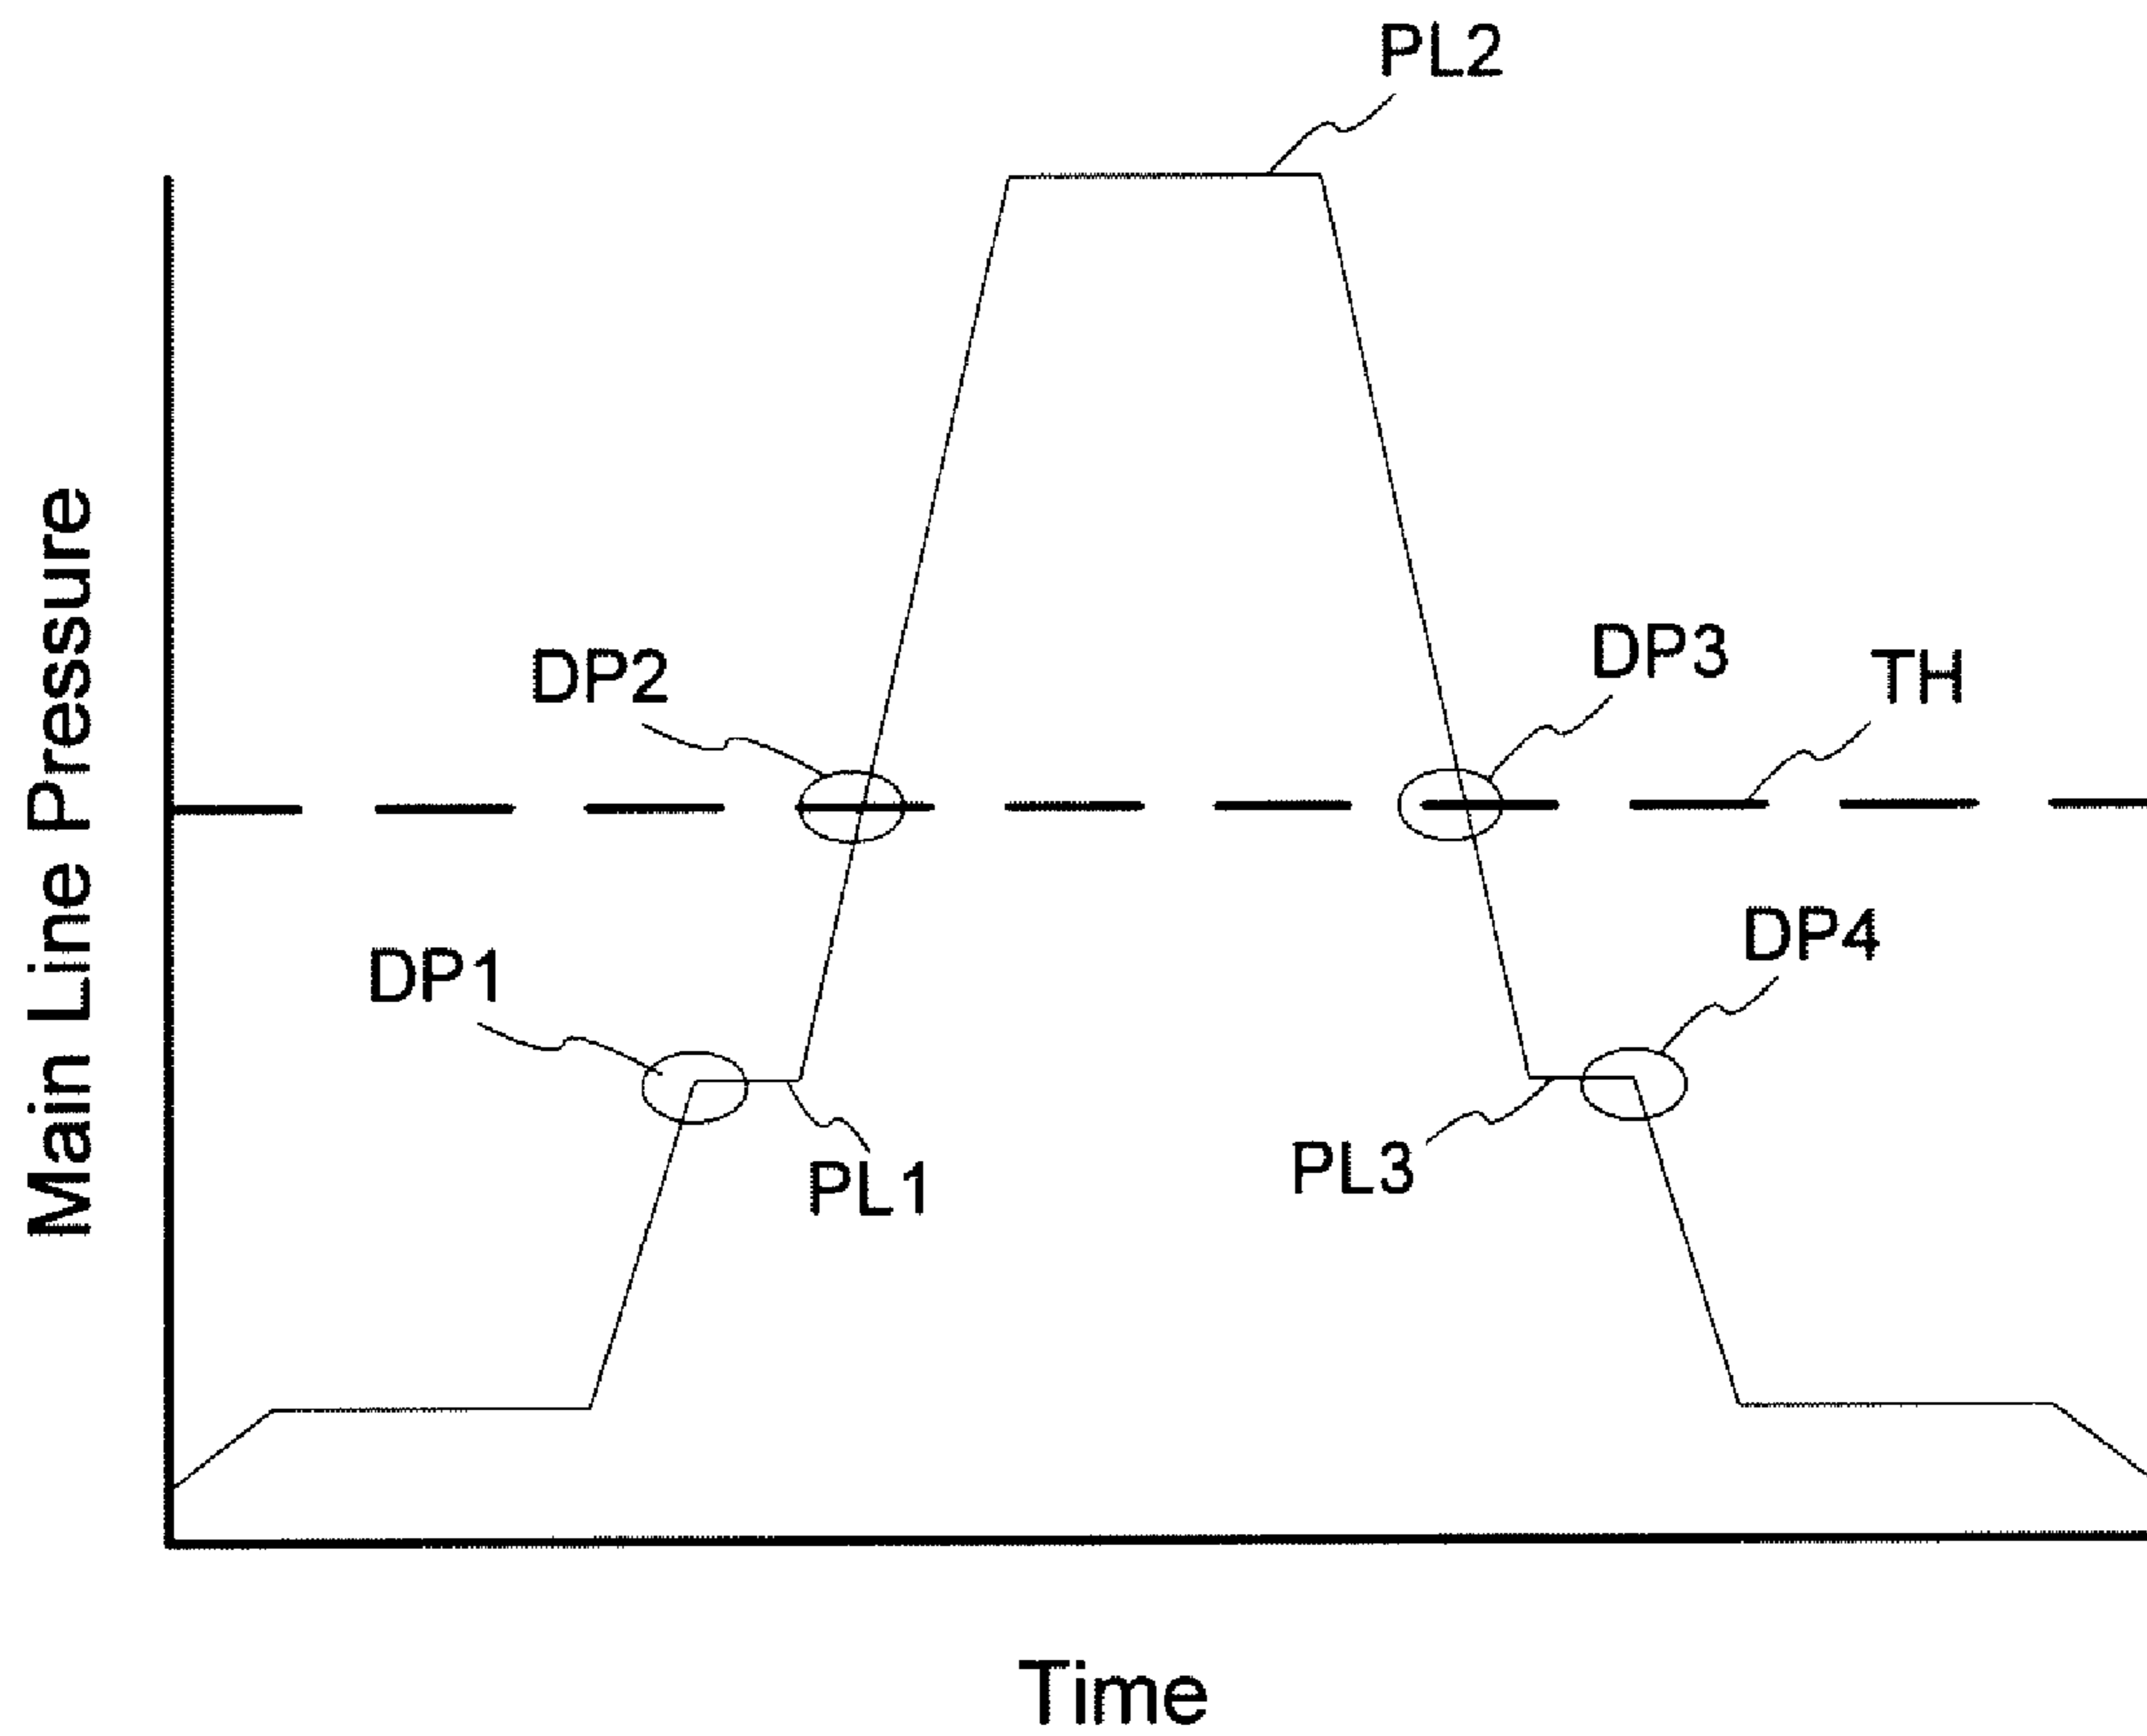 PL2
DP2
DP3
TH
Main Line Pressure
DP1
DP4
PL1
PL3
Time